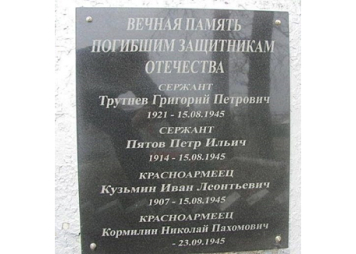 ВЕЧНАЯ ПАМЯТЬ
ПОГИБШИМ ЗАЩИТНИКАМ
ОТЕЧЕСТВА
СЕРЖАНТ
Трутнев Григорий Петрович
1921 - 15.08.1945
СЕРЖАНТ
Пятов Петр Ильич
1914 - 15.08.1945
КРАСНОАРМЕЕЦ
Кузьмин Иван Леонтьевич
1907 - 15.08.1945
КРАСНОАРМЕЕЦ
Кормилин Николай Пахомович
- 23.09.1945